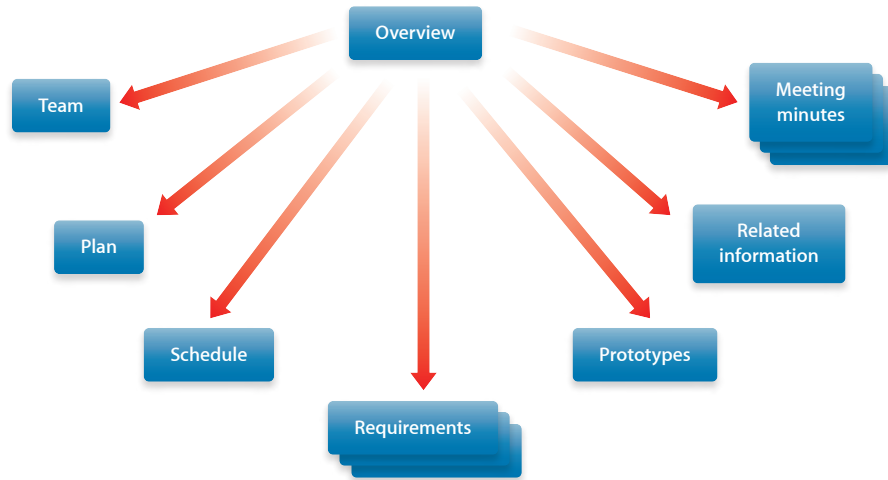 Overview
Team
Meeting
minutes
Plan
Related
information
Schedule
Prototypes
Requirements